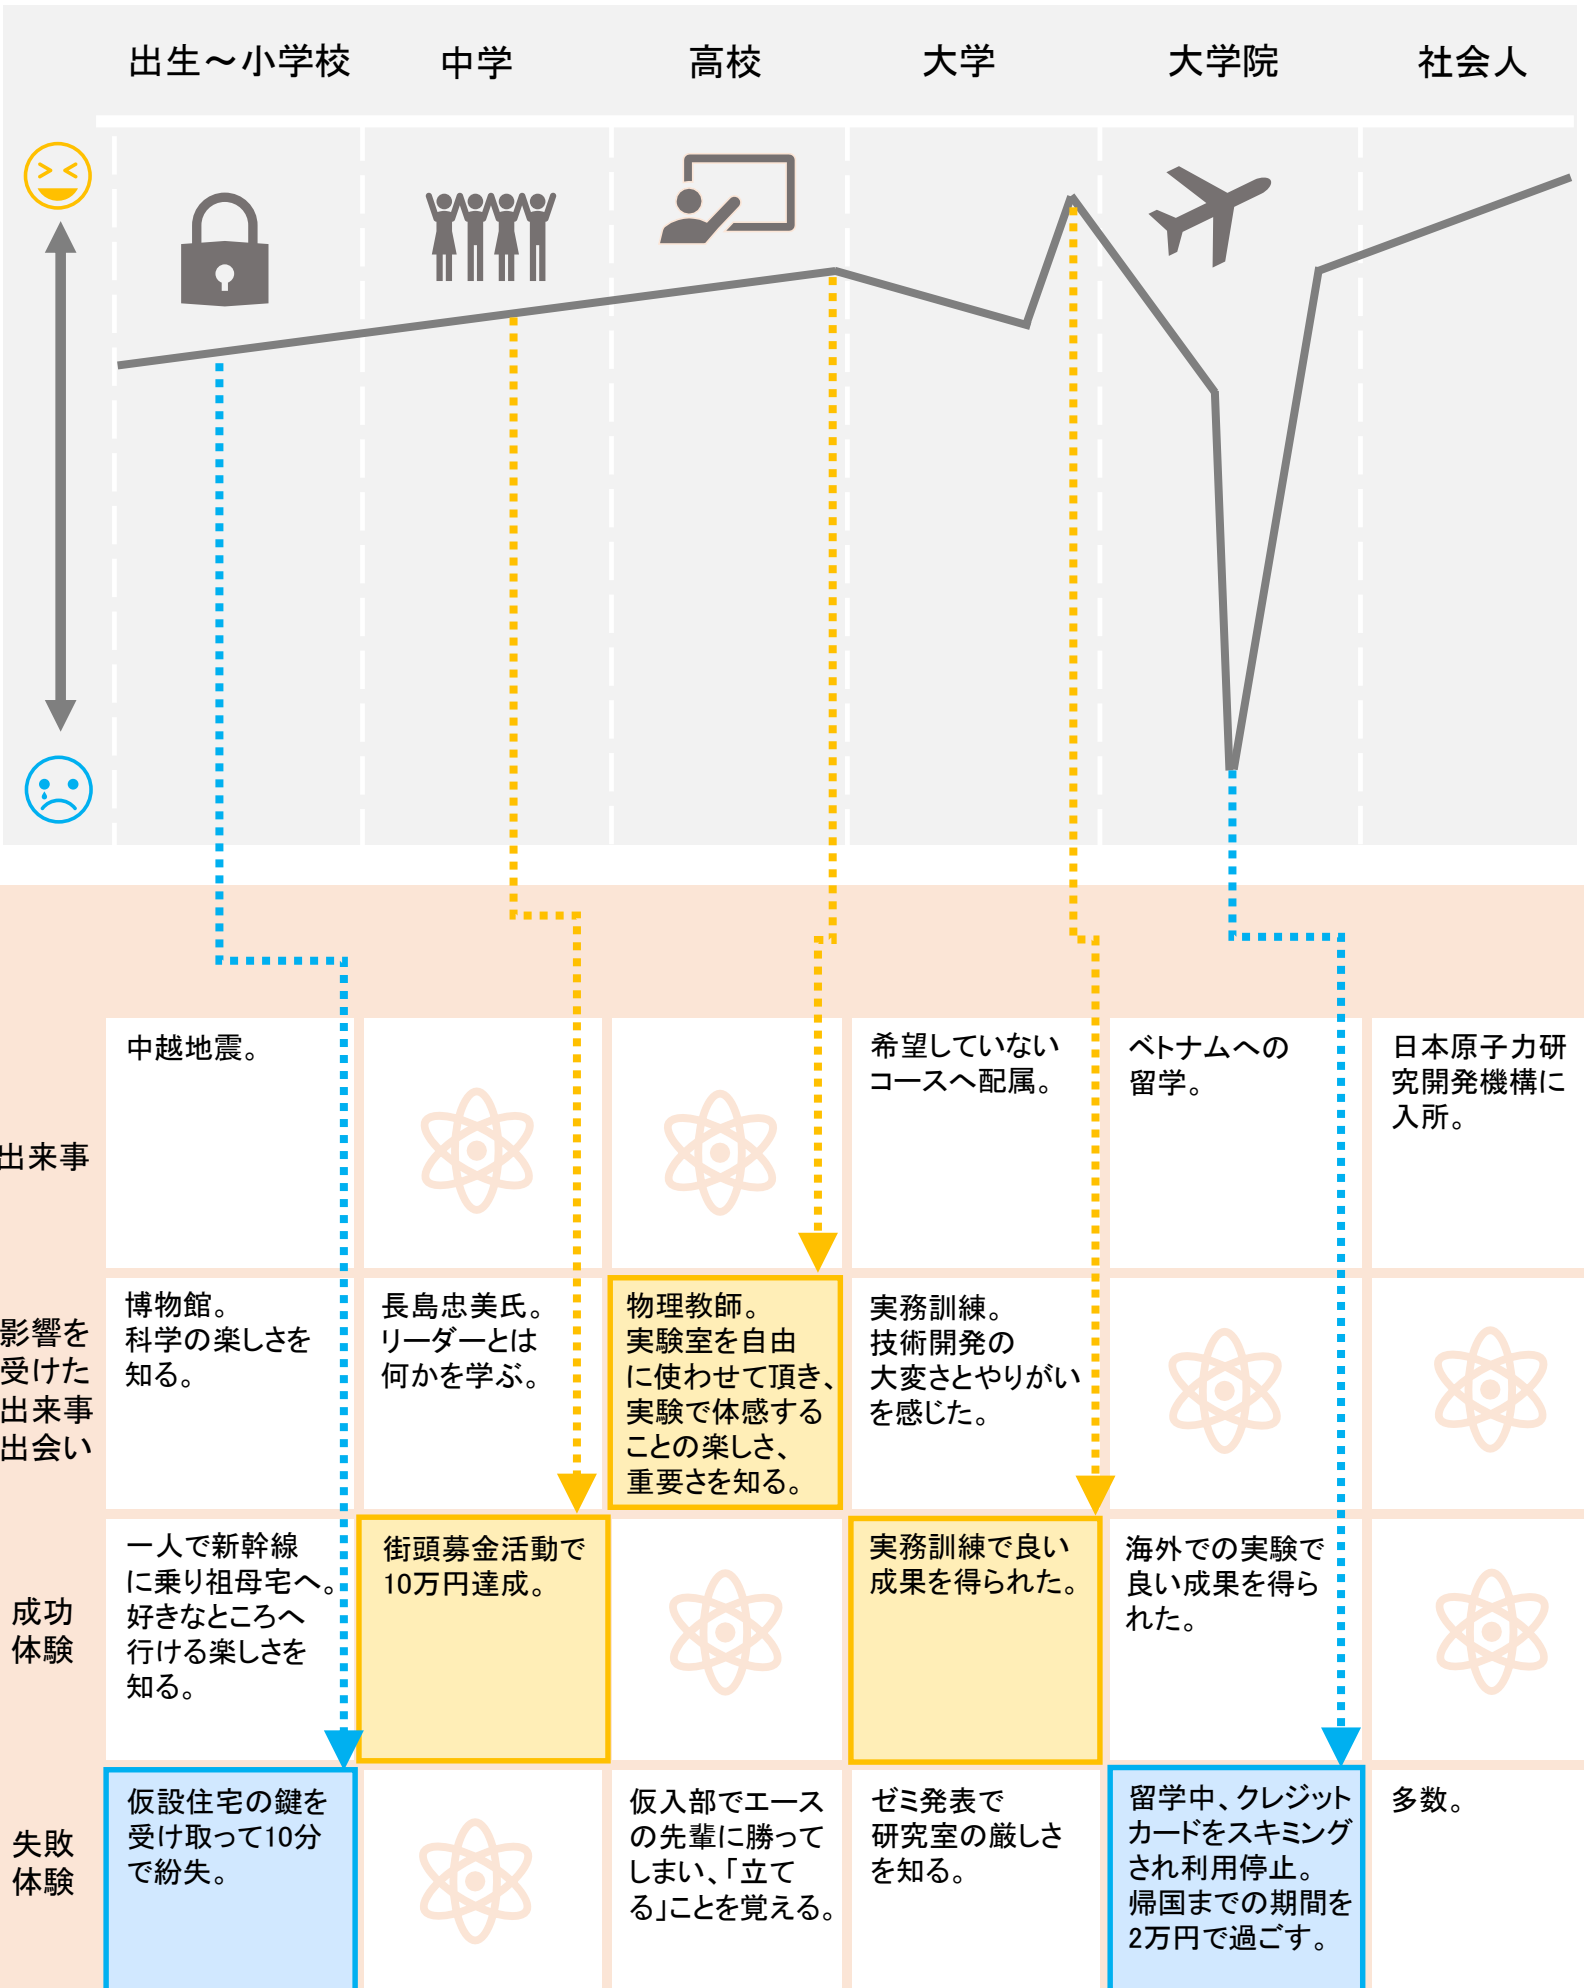 出生～小学校
中学
高校
大学
大学院
社会人
出来事
中越地震。
希望していない
コースへ配属。
ベトナムへの
留学。
日本原子力研
究開発機構に
入所。
影響を
受けた
出来事
出会い
博物館。
科学の楽しさを
知る。
長島忠美氏。
リーダーとは
何かを学ぶ。
物理教師。
実験室を自由
に使わせて頂き、
実験で体感する
ことの楽しさ、
重要さを知る。
実務訓練。
技術開発の
大変さとやりがい
を感じた。
成功
体験
一人で新幹線
に乗り祖母宅へ。
好きなところへ
行ける楽しさを
知る。
街頭募金活動で
10万円達成。
実務訓練で良い
成果を得られた。
海外での実験で
良い成果を得ら
れた。
失敗
体験
仮設住宅の鍵を
受け取って10分
で紛失。
仮入部でエース
の先輩に勝って
しまい、「立て
る」ことを覚える。
ゼミ発表で
研究室の厳しさ
を知る。
留学中、クレジット
カードをスキミング
され利用停止。
帰国までの期間を
2万円で過ごす。
多数。